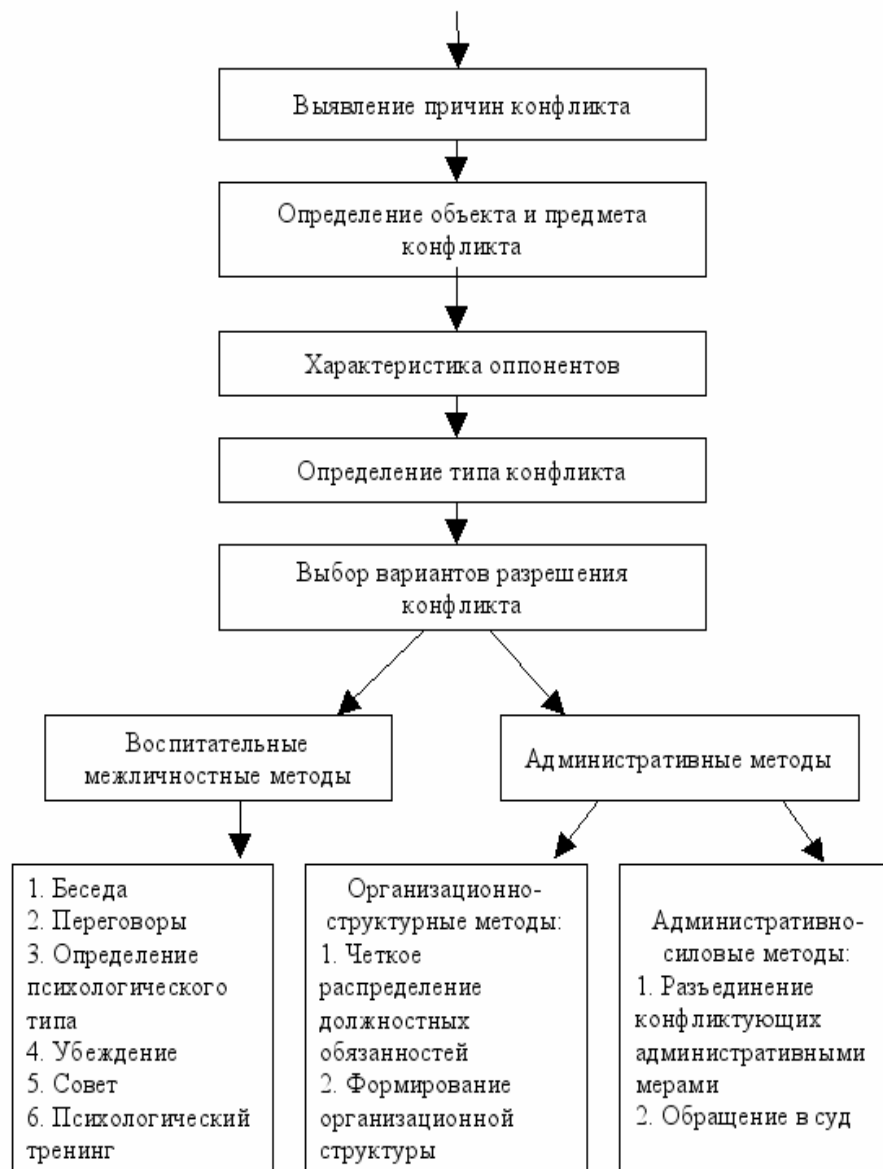 Выявление причин конфликта
Определение объекта и предмета
конфликта
Характеристика оппонентов
Определение типа конфликта
Выбор вариантов разрешения
конфликта
Воспитательные
межличностные методы
Административные методы
1. Беседа
2. Переговоры
3. Определение
психологического
типа
4. Убеждение
5. Совет
6. Психологический
тренинг
Организационно-
структурные методы:
1. Четкое
распределение
должностных
обязанностей
2. Формирование
организационной
структуры
Административно-
силовые методы:
1. Разъединение
конфликтующих
административными
мерами
2. Обращение в суд